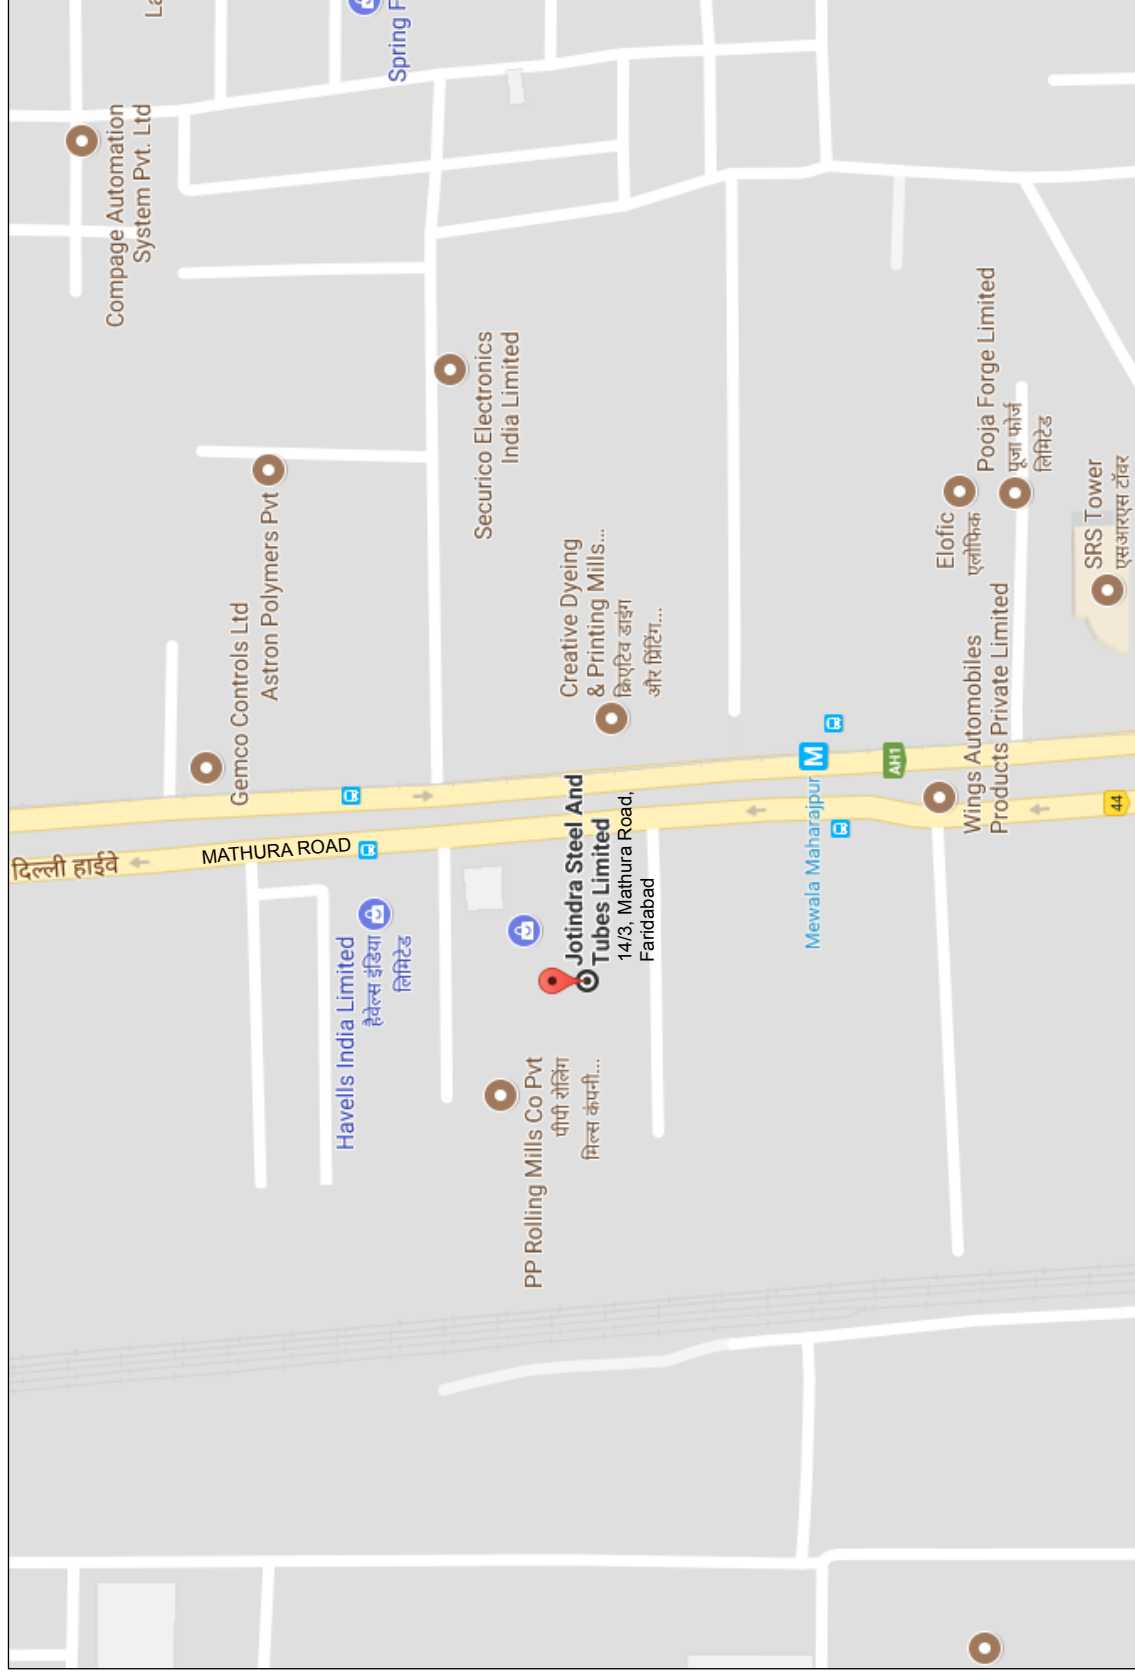 La
Spring F
Compage Automation
System Pvt. Ltd
Securico Electronics
India Limited
Astron Polymers Pvt
Gemco Controls Ltd
Creative Dyeing
& Printing Mills...
क्रिएटिव डाइंग
और प्रिंटिंग...
Pooja Forge Limited
पूजा फोर्ज
लिमिटेड
Elofic
एलोफिक
SRS Tower
एसआरएस टॉवर
Wings Automobiles
Products Private Limited
दिल्ली हाईवे
MATHURA ROAD
M
AH1
44
Mewala Maharajpur
Jotindra Steel And
Tubes Limited
14/3, Mathura Road,
Faridabad
Havells India Limited
हैवेल्स इंडिया
लिमिटेड
PP Rolling Mills Co Pvt
पीपी रोलिंग
मिल्स कंपनी...